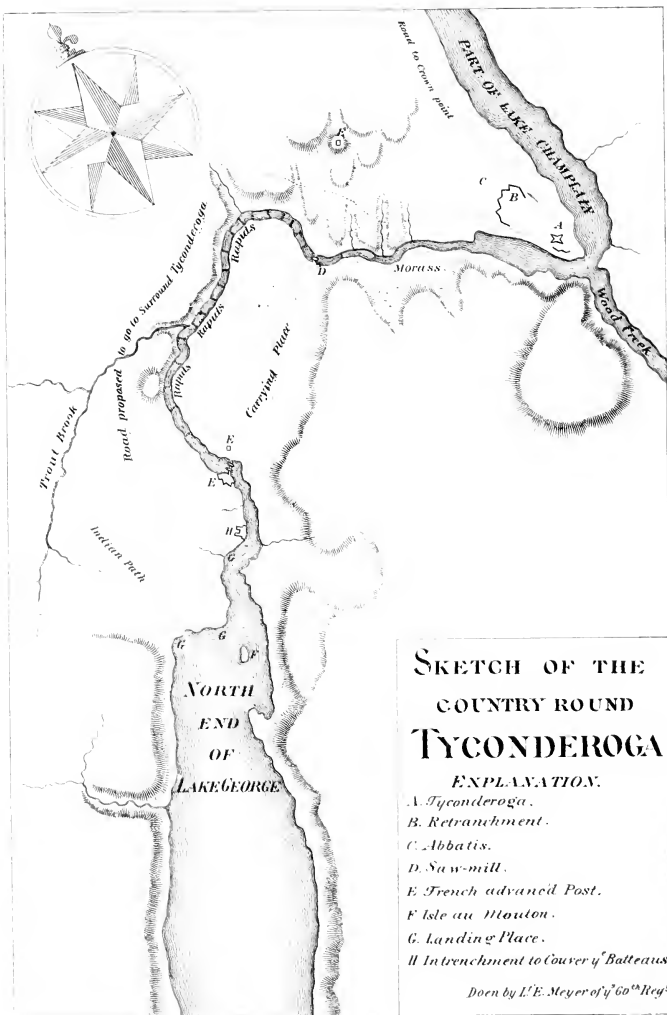 Road to Crown point
PART OF LAKE CHAMPLAIN
F
C
B
A
Rapids
D
Morass.
Wood Creek
Road proposed to go to Surround Tyconderoga
Rapids
Carrying Place
Rapids
Trout Brook
E
E
H
Indian Path
G
G
G
F
NORTH
END
OF
LAKE GEORGE
SKETCH OF THE
COUNTRY ROUND
TYCONDEROGA
EXPLANATION.
A. Tyconderoga.
B. Retranchment.
C. Abbatis.
D. Saw-mill.
E French advanc'd Post.
F Isle au Mouton.
G. Landing Place.
H Intrenchment to Couver yᵉ Batteaus
Doen by Lᵗ E. Meyer of yᵉ 60ᵗʰ Regᵗ